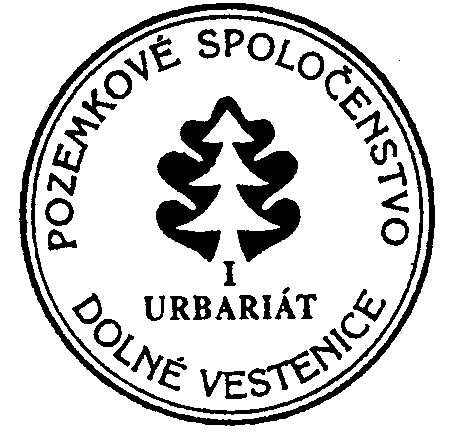 POZEMKOVÉ SPOLOČENSTVO
I
URBARIÁT
DOLNÉ VESTENICE